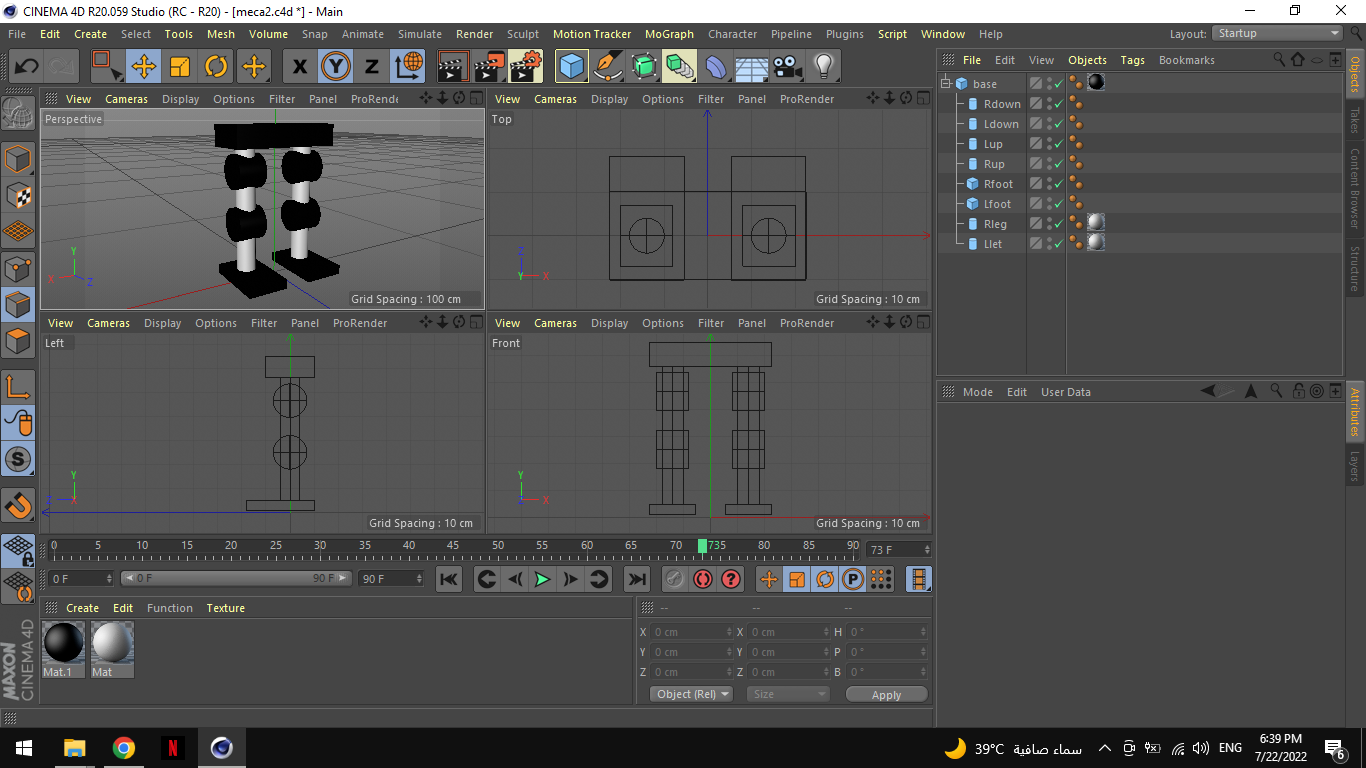 CINEMA 4D R20.059 Studio (RC - R20) - [meca2.c4d *] - Main
File Edit Create Select Tools Mesh Volume Snap Animate Simulate Render Sculpt Motion Tracker MoGraph Character Pipeline Plugins Script Window Help Layout: Startup
X Y Z
File Edit View Objects Tags Bookmarks
View Cameras Display Options Filter Panel ProRende
View Cameras Display Options Filter Panel ProRender
Perspective
Y
X
Z
Grid Spacing : 100 cm
Top
Z
Y X
Grid Spacing : 10 cm
base
Rdown
Ldown
Lup
Rup
Rfoot
Lfoot
Rleg
Llet
Objects
Takes
Content Browser
Structure
View Cameras Display Options Filter Panel ProRender
View Cameras Display Options Filter Panel ProRender
Left
Y
Z X
Grid Spacing : 10 cm
Front
Y
Z X
Grid Spacing : 10 cm
Mode Edit User Data
Attributes
Layers
S
0 5 10 15 20 25 30 35 40 45 50 55 60 65 70 735 80 85 90
73 F
0 F
0 F 90 F
90 F
?
P
Create Edit Function Texture
Mat.1 Mat
-- -- --
X 0 cm X 0 cm H 0 °
Y 0 cm Y 0 cm P 0 °
Z 0 cm Z 0 cm B 0 °
Object (Rel) Size Apply
MAXON
CINEMA 4D
N
39°C سماء صافية
ENG
6:39 PM
7/22/2022
6